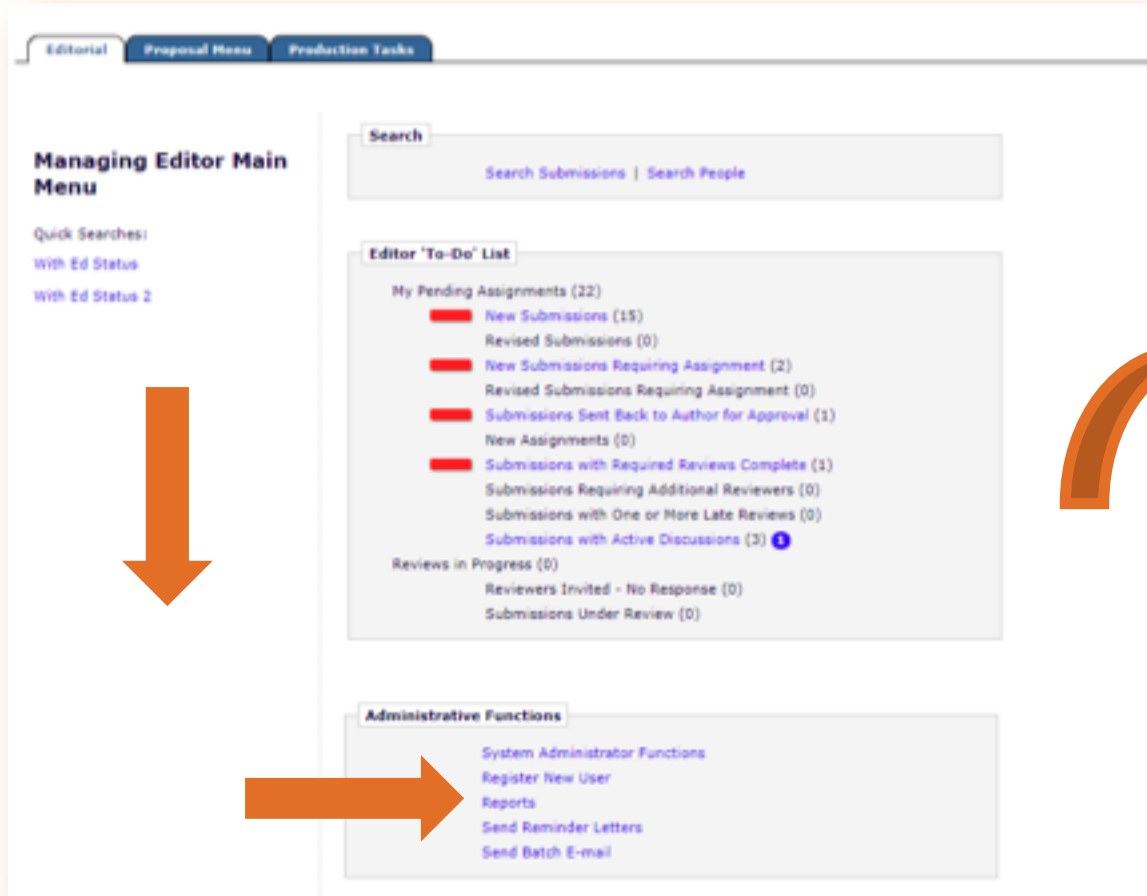 Editorial Proposal Menu Production Tasks
Managing Editor Main
Menu
Quick Searches:
With Ed Status
With Ed Status 2
Search
Search Submissions | Search People
Editor 'To-Do' List
My Pending Assignments (22)
New Submissions (15)
Revised Submissions (0)
New Submissions Requiring Assignment (2)
Revised Submissions Requiring Assignment (0)
Submissions Sent Back to Author for Approval (1)
New Assignments (0)
Submissions with Required Reviews Complete (1)
Submissions Requiring Additional Reviewers (0)
Submissions with One or More Late Reviews (0)
Submissions with Active Discussions (3) 1
Reviews in Progress (0)
Reviewers Invited - No Response (0)
Submissions Under Review (0)
Administrative Functions
System Administrator Functions
Register New User
Reports
Send Reminder Letters
Send Batch E-mail